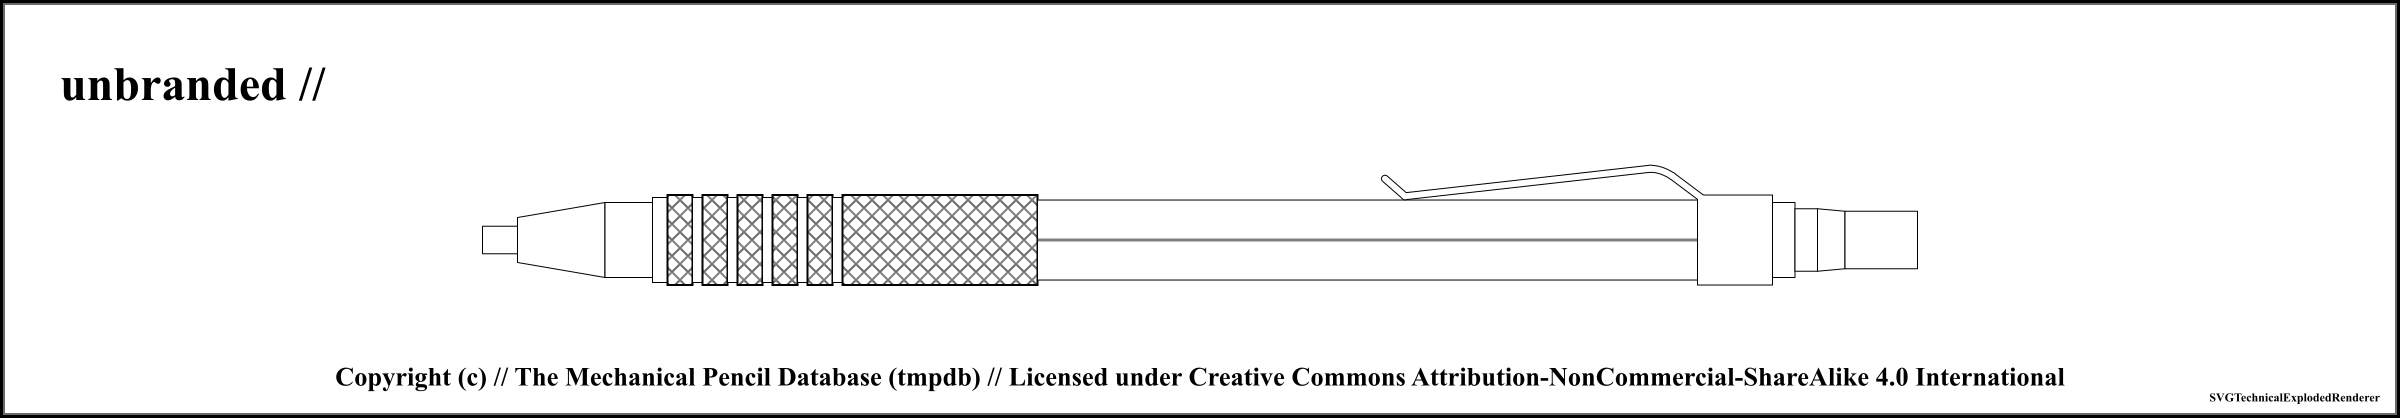 unbranded //
Copyright (c) // The Mechanical Pencil Database (tmpdb) // Licensed under Creative Commons Attribution-NonCommercial-ShareAlike 4.0 International
SVGTechnicalExplodedRenderer